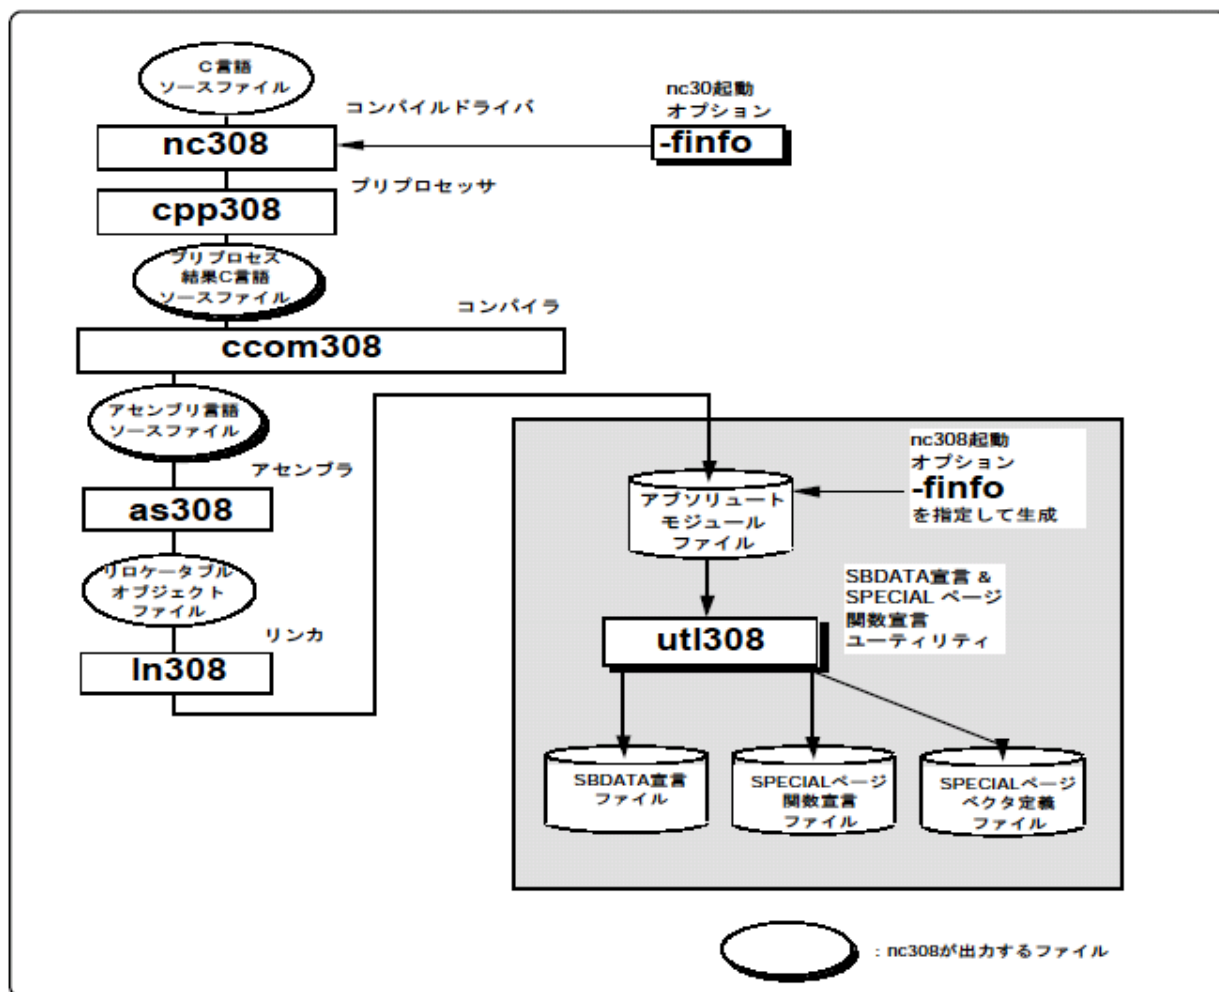 C言語
ソースファイル
nc30起動
オプション
コンパイルドライバ
nc308
-finfo
プリプロセッサ
cpp308
プリプロセス
結果C言語
ソースファイル
コンパイラ
ccom308
アセンブリ言語
ソースファイル
アセンブラ
as308
リロケータブル
オブジェクト
ファイル
リンカ
ln308
nc308起動
オプション
-finfo
を指定して生成
アブソリュート
モジュール
ファイル
SBDATA宣言 &
SPECIAL ページ
関数宣言
ユーティリティ
utl308
SBDATA宣言
ファイル
SPECIALページ
関数宣言
ファイル
SPECIALページ
ベクタ定義
ファイル
: nc308が出力するファイル